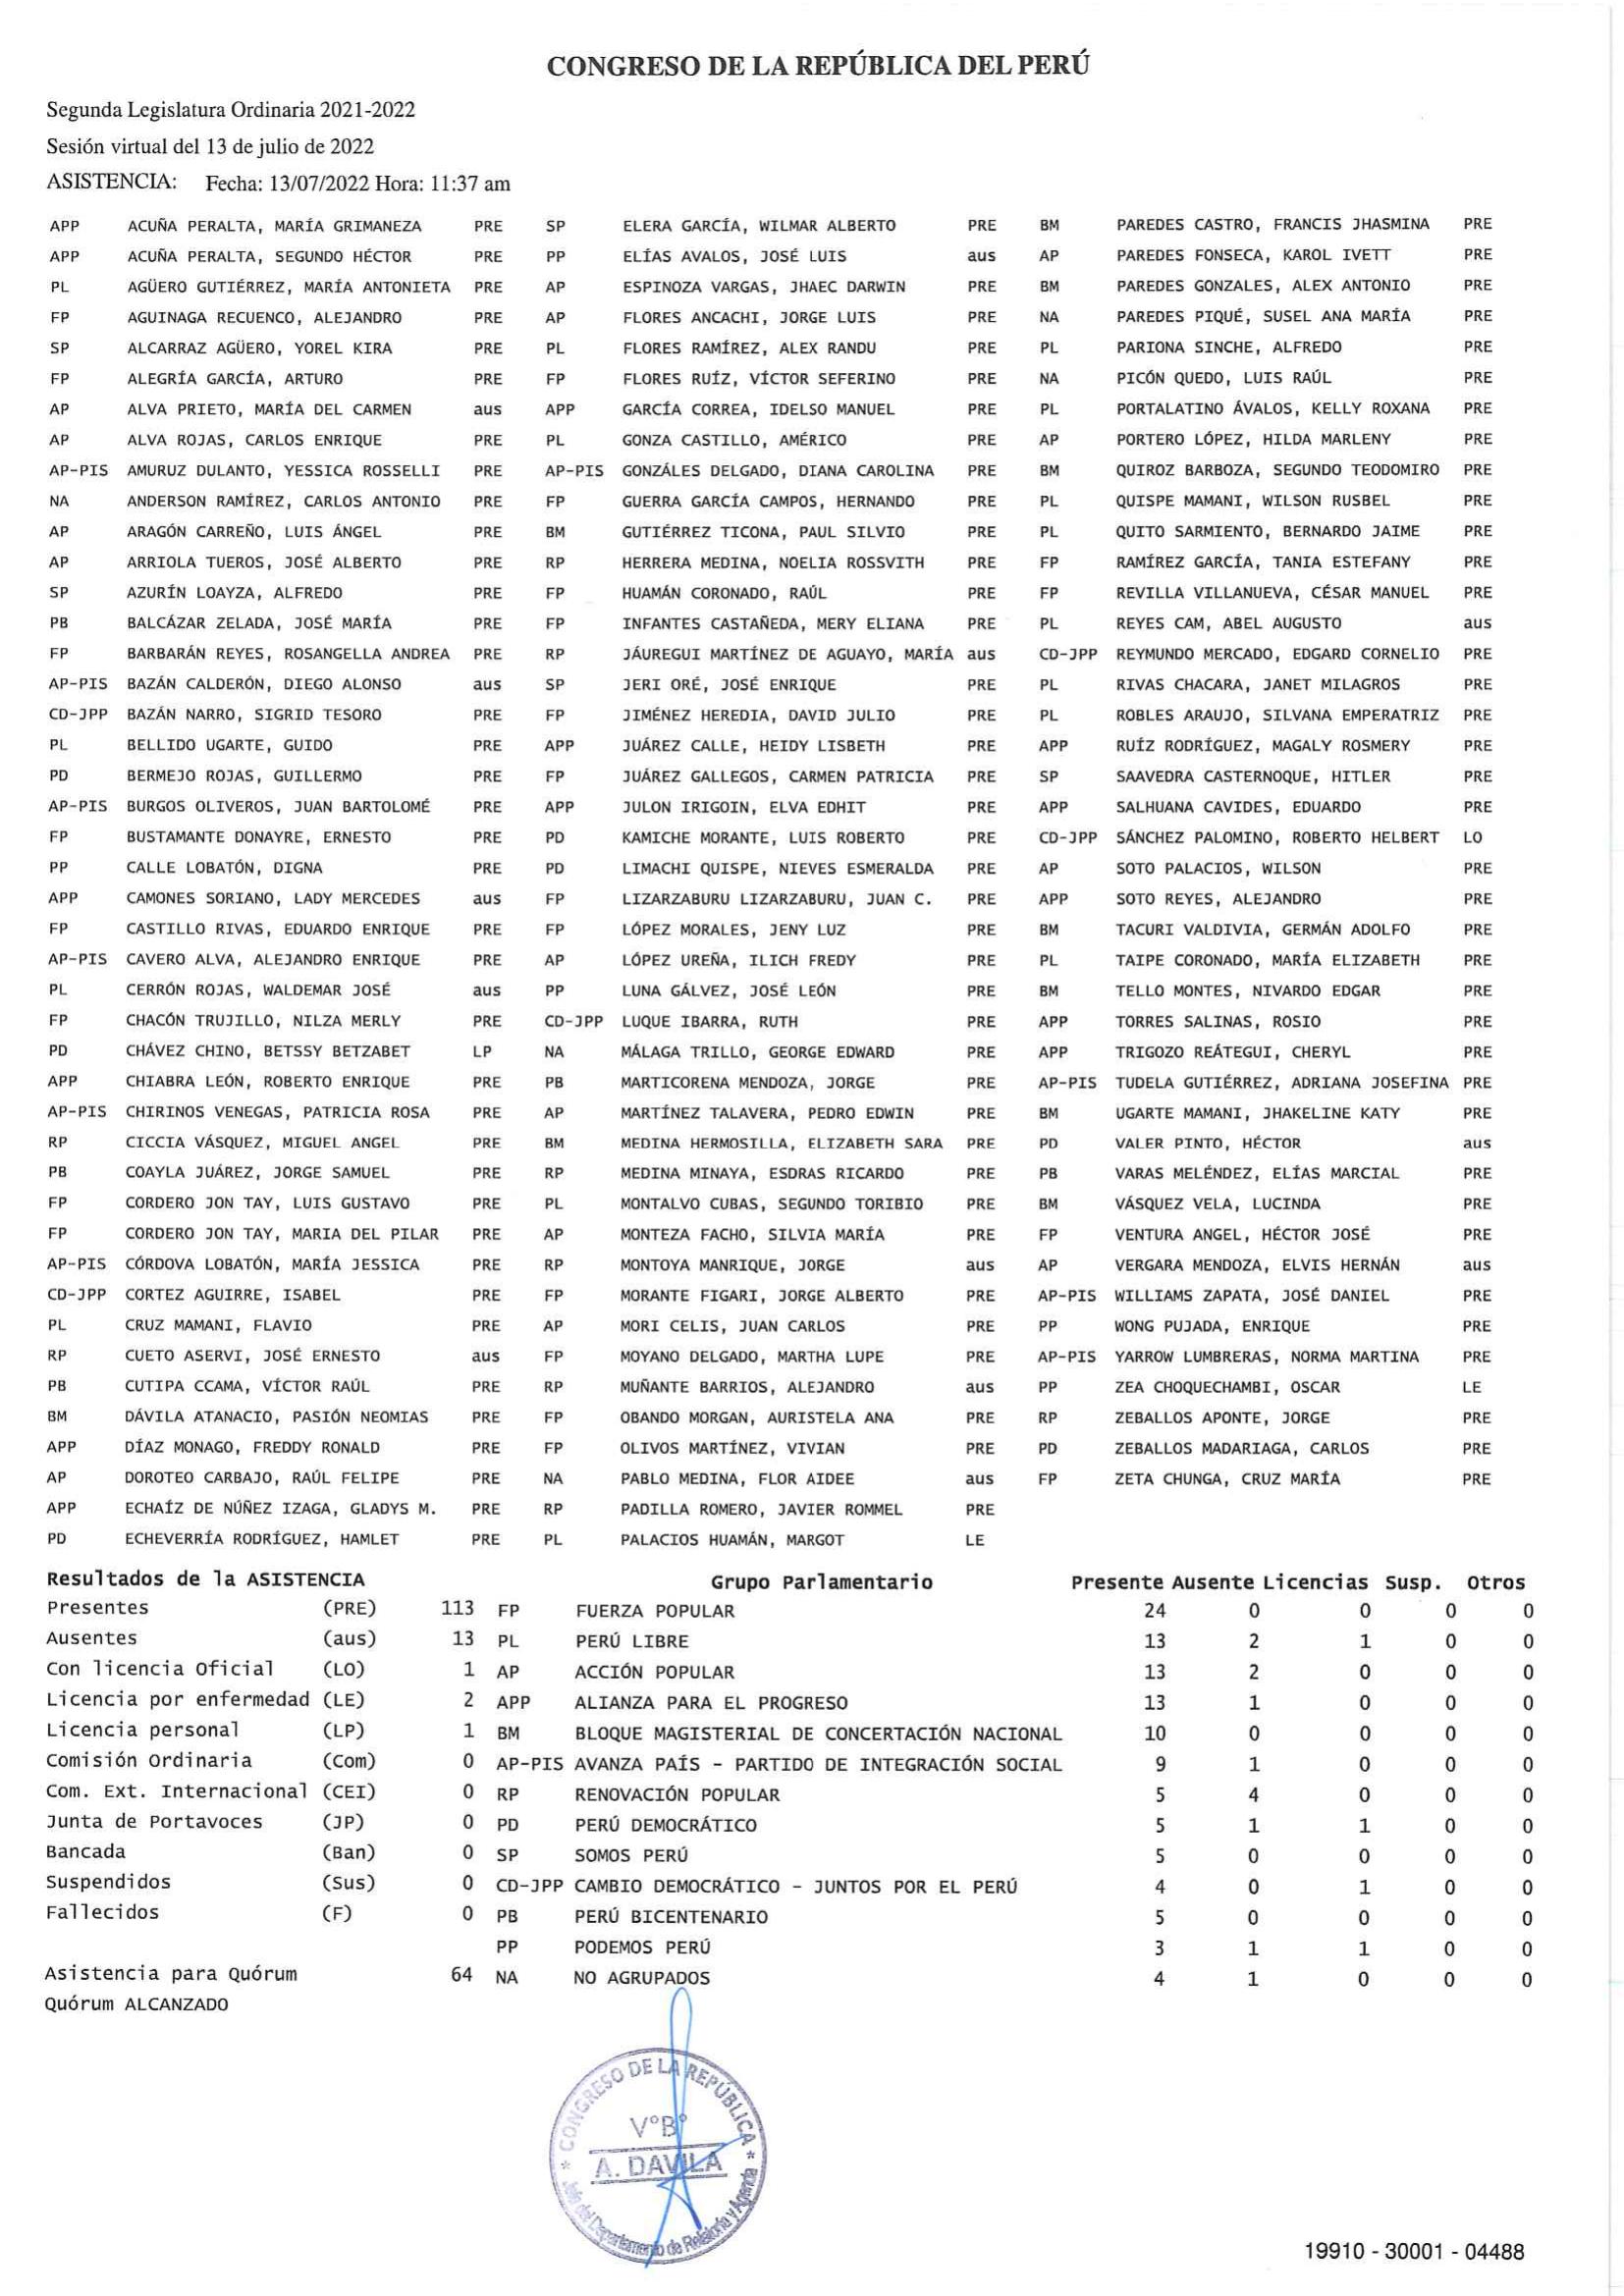 CONGRESO DE LA REPÚBLICA DEL PERÚ
Segunda Legislatura Ordinaria 2021-2022
Sesión virtual del 13 de julio de 2022
ASISTENCIA: Fecha: 13/07/2022 Hora: 11:37 am
APP ACUÑA PERALTA, MARÍA GRIMANEZA PRE SP ELERA GARCÍA, WILMAR ALBERTO PRE BM PAREDES CASTRO, FRANCIS JHASMINA PRE
APP ACUÑA PERALTA, SEGUNDO HÉCTOR PRE PP ELÍAS AVALOS, JOSÉ LUIS aus AP PAREDES FONSECA, KAROL IVETT PRE
PL AGÜERO GUTIÉRREZ, MARÍA ANTONIETA PRE AP ESPINOZA VARGAS, JHAEC DARWIN PRE BM PAREDES GONZALES, ALEX ANTONIO PRE
FP AGUINAGA RECUENCO, ALEJANDRO PRE AP FLORES ANCACHI, JORGE LUIS PRE NA PAREDES PIQUÉ, SUSEL ANA MARÍA PRE
SP ALCARRAZ AGÜERO, YOREL KIRA PRE PL FLORES RAMÍREZ, ALEX RANDU PRE PL PARIONA SINCHE, ALFREDO PRE
FP ALEGRÍA GARCÍA, ARTURO PRE FP FLORES RUÍZ, VÍCTOR SEFERINO PRE NA PICÓN QUEDO, LUIS RAÚL PRE
AP ALVA PRIETO, MARÍA DEL CARMEN aus APP GARCÍA CORREA, IDELSO MANUEL PRE PL PORTALATINO ÁVALOS, KELLY ROXANA PRE
AP ALVA ROJAS, CARLOS ENRIQUE PRE PL GONZA CASTILLO, AMÉRICO PRE AP PORTERO LÓPEZ, HILDA MARLENY PRE
AP-PIS AMURUZ DULANTO, YESSICA ROSSELLI PRE AP-PIS GONZÁLES DELGADO, DIANA CAROLINA PRE BM QUIROZ BARBOZA, SEGUNDO TEODOMIRO PRE
NA ANDERSON RAMÍREZ, CARLOS ANTONIO PRE FP GUERRA GARCÍA CAMPOS, HERNANDO PRE PL QUISPE MAMANI, WILSON RUSBEL PRE
AP ARAGÓN CARREÑO, LUIS ÁNGEL PRE BM GUTIÉRREZ TICONA, PAUL SILVIO PRE PL QUITO SARMIENTO, BERNARDO JAIME PRE
AP ARRIOLA TUEROS, JOSÉ ALBERTO PRE RP HERRERA MEDINA, NOELIA ROSSVITH PRE FP RAMÍREZ GARCÍA, TANIA ESTEFANY PRE
SP AZURÍN LOAYZA, ALFREDO PRE FP HUAMÁN CORONADO, RAÚL PRE FP REVILLA VILLANUEVA, CÉSAR MANUEL PRE
PB BALCÁZAR ZELADA, JOSÉ MARÍA PRE FP INFANTES CASTAÑEDA, MERY ELIANA PRE PL REYES CAM, ABEL AUGUSTO aus
FP BARBARÁN REYES, ROSANGELLA ANDREA PRE RP JÁUREGUI MARTÍNEZ DE AGUAYO, MARÍA aus CD-JPP REYMUNDO MERCADO, EDGARD CORNELIO PRE
AP-PIS BAZÁN CALDERÓN, DIEGO ALONSO aus SP JERI ORÉ, JOSÉ ENRIQUE PRE PL RIVAS CHACARA, JANET MILAGROS PRE
CD-JPP BAZÁN NARRO, SIGRID TESORO PRE FP JIMÉNEZ HEREDIA, DAVID JULIO PRE PL ROBLES ARAUJO, SILVANA EMPERATRIZ PRE
PL BELLIDO UGARTE, GUIDO PRE APP JUÁREZ CALLE, HEIDY LISBETH PRE APP RUÍZ RODRÍGUEZ, MAGALY ROSMERY PRE
PD BERMEJO ROJAS, GUILLERMO PRE FP JUÁREZ GALLEGOS, CARMEN PATRICIA PRE SP SAAVEDRA CASTERNOQUE, HITLER PRE
AP-PIS BURGOS OLIVEROS, JUAN BARTOLOMÉ PRE APP JULON IRIGOIN, ELVA EDHIT PRE APP SALHUANA CAVIDES, EDUARDO PRE
FP BUSTAMANTE DONAYRE, ERNESTO PRE PD KAMICHE MORANTE, LUIS ROBERTO PRE CD-JPP SÁNCHEZ PALOMINO, ROBERTO HELBERT LO
PP CALLE LOBATÓN, DIGNA PRE PD LIMACHI QUISPE, NIEVES ESMERALDA PRE AP SOTO PALACIOS, WILSON PRE
APP CAMONES SORIANO, LADY MERCEDES aus FP LIZARZABURU LIZARZABURU, JUAN C. PRE APP SOTO REYES, ALEJANDRO PRE
FP CASTILLO RIVAS, EDUARDO ENRIQUE PRE FP LÓPEZ MORALES, JENY LUZ PRE BM TACURI VALDIVIA, GERMÁN ADOLFO PRE
AP-PIS CAVERO ALVA, ALEJANDRO ENRIQUE PRE AP LÓPEZ UREÑA, ILICH FREDY PRE PL TAIPE CORONADO, MARÍA ELIZABETH PRE
PL CERRÓN ROJAS, WALDEMAR JOSÉ aus PP LUNA GÁLVEZ, JOSÉ LEÓN PRE BM TELLO MONTES, NIVARDO EDGAR PRE
FP CHACÓN TRUJILLO, NILZA MERLY PRE CD-JPP LUQUE IBARRA, RUTH PRE APP TORRES SALINAS, ROSIO PRE
PD CHÁVEZ CHINO, BETSSY BETZABET LP NA MÁLAGA TRILLO, GEORGE EDWARD PRE APP TRIGOZO REÁTEGUI, CHERYL PRE
APP CHIABRA LEÓN, ROBERTO ENRIQUE PRE PB MARTICORENA MENDOZA, JORGE PRE AP-PIS TUDELA GUTIÉRREZ, ADRIANA JOSEFINA PRE
AP-PIS CHIRINOS VENEGAS, PATRICIA ROSA PRE AP MARTÍNEZ TALAVERA, PEDRO EDWIN PRE BM UGARTE MAMANI, JHAKELINE KATY PRE
RP CICCIA VÁSQUEZ, MIGUEL ANGEL PRE BM MEDINA HERMOSILLA, ELIZABETH SARA PRE PD VALER PINTO, HÉCTOR aus
PB COAYLA JUÁREZ, JORGE SAMUEL PRE RP MEDINA MINAYA, ESDRAS RICARDO PRE PB VARAS MELÉNDEZ, ELÍAS MARCIAL PRE
FP CORDERO JON TAY, LUIS GUSTAVO PRE PL MONTALVO CUBAS, SEGUNDO TORIBIO PRE BM VÁSQUEZ VELA, LUCINDA PRE
FP CORDERO JON TAY, MARIA DEL PILAR PRE AP MONTEZA FACHO, SILVIA MARÍA PRE FP VENTURA ANGEL, HÉCTOR JOSÉ PRE
AP-PIS CÓRDOVA LOBATÓN, MARÍA JESSICA PRE RP MONTOYA MANRIQUE, JORGE aus AP VERGARA MENDOZA, ELVIS HERNÁN aus
CD-JPP CORTEZ AGUIRRE, ISABEL PRE FP MORANTE FIGARI, JORGE ALBERTO PRE AP-PIS WILLIAMS ZAPATA, JOSÉ DANIEL PRE
PL CRUZ MAMANI, FLAVIO PRE AP MORI CELIS, JUAN CARLOS PRE PP WONG PUJADA, ENRIQUE PRE
RP CUETO ASERVI, JOSÉ ERNESTO aus FP MOYANO DELGADO, MARTHA LUPE PRE AP-PIS YARROW LUMBRERAS, NORMA MARTINA PRE
PB CUTIPA CCAMA, VÍCTOR RAÚL PRE RP MUÑANTE BARRIOS, ALEJANDRO aus PP ZEA CHOQUECHAMBI, OSCAR LE
BM DÁVILA ATANACIO, PASIÓN NEOMIAS PRE FP OBANDO MORGAN, AURISTELA ANA PRE RP ZEBALLOS APONTE, JORGE PRE
APP DÍAZ MONAGO, FREDDY RONALD PRE FP OLIVOS MARTÍNEZ, VIVIAN PRE PD ZEBALLOS MADARIAGA, CARLOS PRE
AP DOROTEO CARBAJO, RAÚL FELIPE PRE NA PABLO MEDINA, FLOR AIDEE aus FP ZETA CHUNGA, CRUZ MARÍA PRE
APP ECHAÍZ DE NÚÑEZ IZAGA, GLADYS M. PRE RP PADILLA ROMERO, JAVIER ROMMEL PRE
PD ECHEVERRÍA RODRÍGUEZ, HAMLET PRE PL PALACIOS HUAMÁN, MARGOT LE
Resultados de la ASISTENCIA Grupo Parlamentario Presente Ausente Licencias Susp. Otros
Presentes (PRE) 113 FP FUERZA POPULAR 24 0 0 0 0
Ausentes (aus) 13 PL PERÚ LIBRE 13 2 1 0 0
Con licencia Oficial (LO) 1 AP ACCIÓN POPULAR 13 2 0 0 0
Licencia por enfermedad (LE) 2 APP ALIANZA PARA EL PROGRESO 13 1 0 0 0
Licencia personal (LP) 1 BM BLOQUE MAGISTERIAL DE CONCERTACIÓN NACIONAL 10 0 0 0 0
Comisión Ordinaria (Com) 0 AP-PIS AVANZA PAÍS - PARTIDO DE INTEGRACIÓN SOCIAL 9 1 0 0 0
Com. Ext. Internacional (CEI) 0 RP RENOVACIÓN POPULAR 5 4 0 0 0
Junta de Portavoces (JP) 0 PD PERÚ DEMOCRÁTICO 5 1 1 0 0
Bancada (Ban) 0 SP SOMOS PERÚ 5 0 0 0 0
Suspendidos (Sus) 0 CD-JPP CAMBIO DEMOCRÁTICO - JUNTOS POR EL PERÚ 4 0 1 0 0
Fallecidos (F) 0 PB PERÚ BICENTENARIO 5 0 0 0 0
PP PODEMOS PERÚ 3 1 1 0 0
Asistencia para Quórum 64 NA NO AGRUPADOS 4 1 0 0 0
Quórum ALCANZADO
* CONGRESO DE LA REPÚBLICA *
V°B°
A. DAVILA
Jefe del Departamento de Relatoría y Agenda
19910 - 30001 - 04488